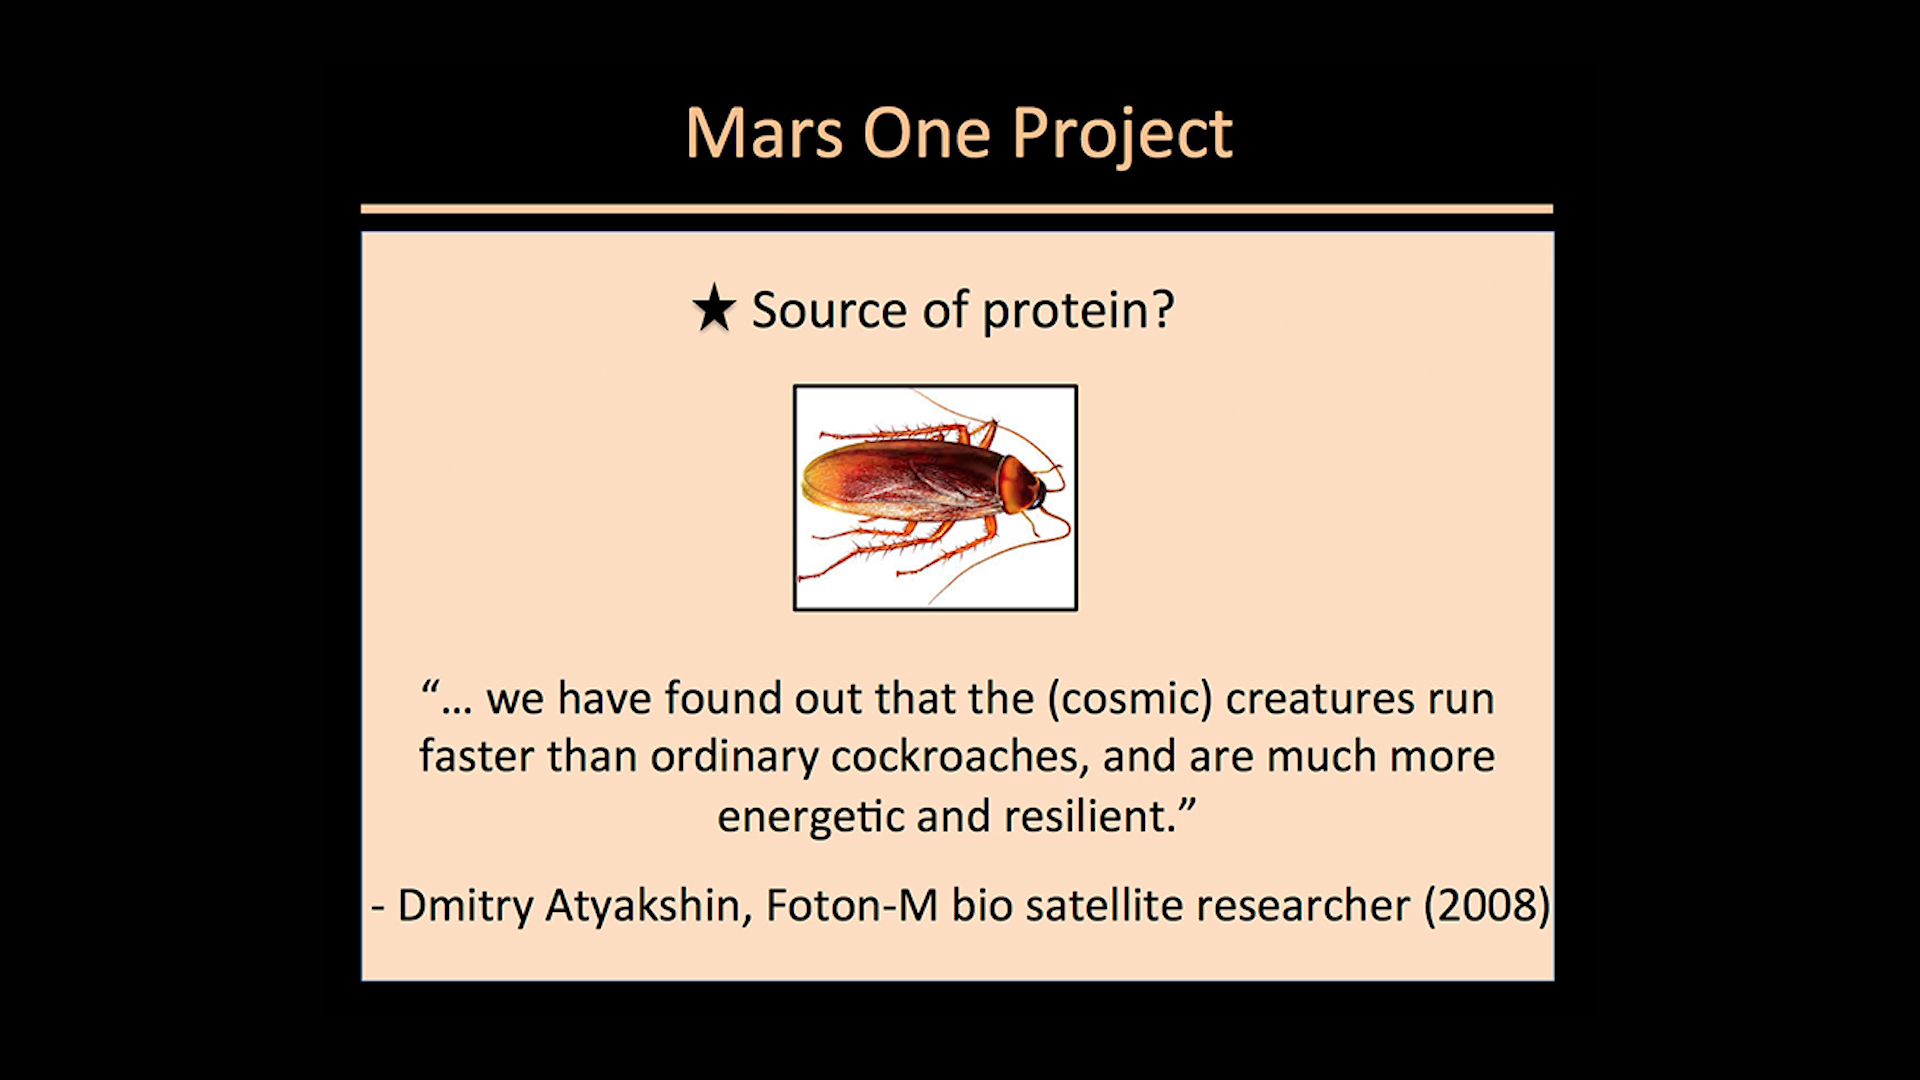 Mars One Project
★ Source of protein?
“... we have found out that the (cosmic) creatures run
faster than ordinary cockroaches, and are much more
energetic and resilient.”
- Dmitry Atyakshin, Foton-M bio satellite researcher (2008)